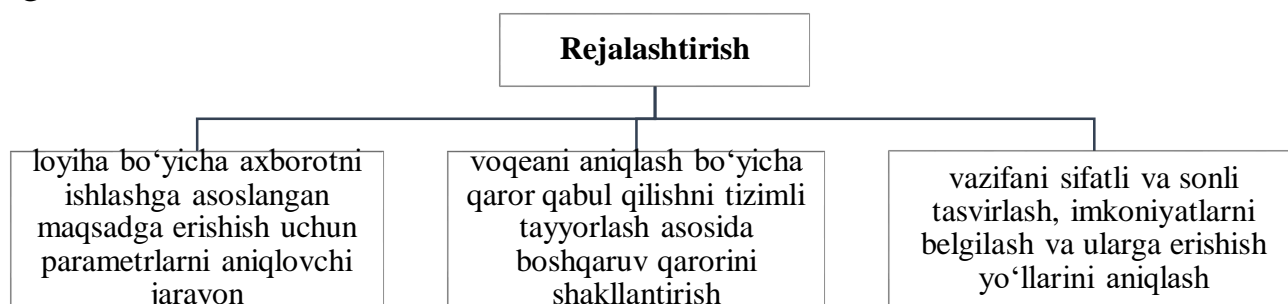 Rejalashtirish
loyiha bo‘yicha axborotni
ishlashga asoslangan
maqsadga erishish uchun
parametrlarni aniqlovchi
jarayon
voqeani aniqlash bo‘yicha
qaror qabul qilishni tizimli
tayyorlash asosida
boshqaruv qarorini
shakllantirish
vazifani sifatli va sonli
tasvirlash, imkoniyatlarni
belgilash va ularga erishish
yo‘llarini aniqlash